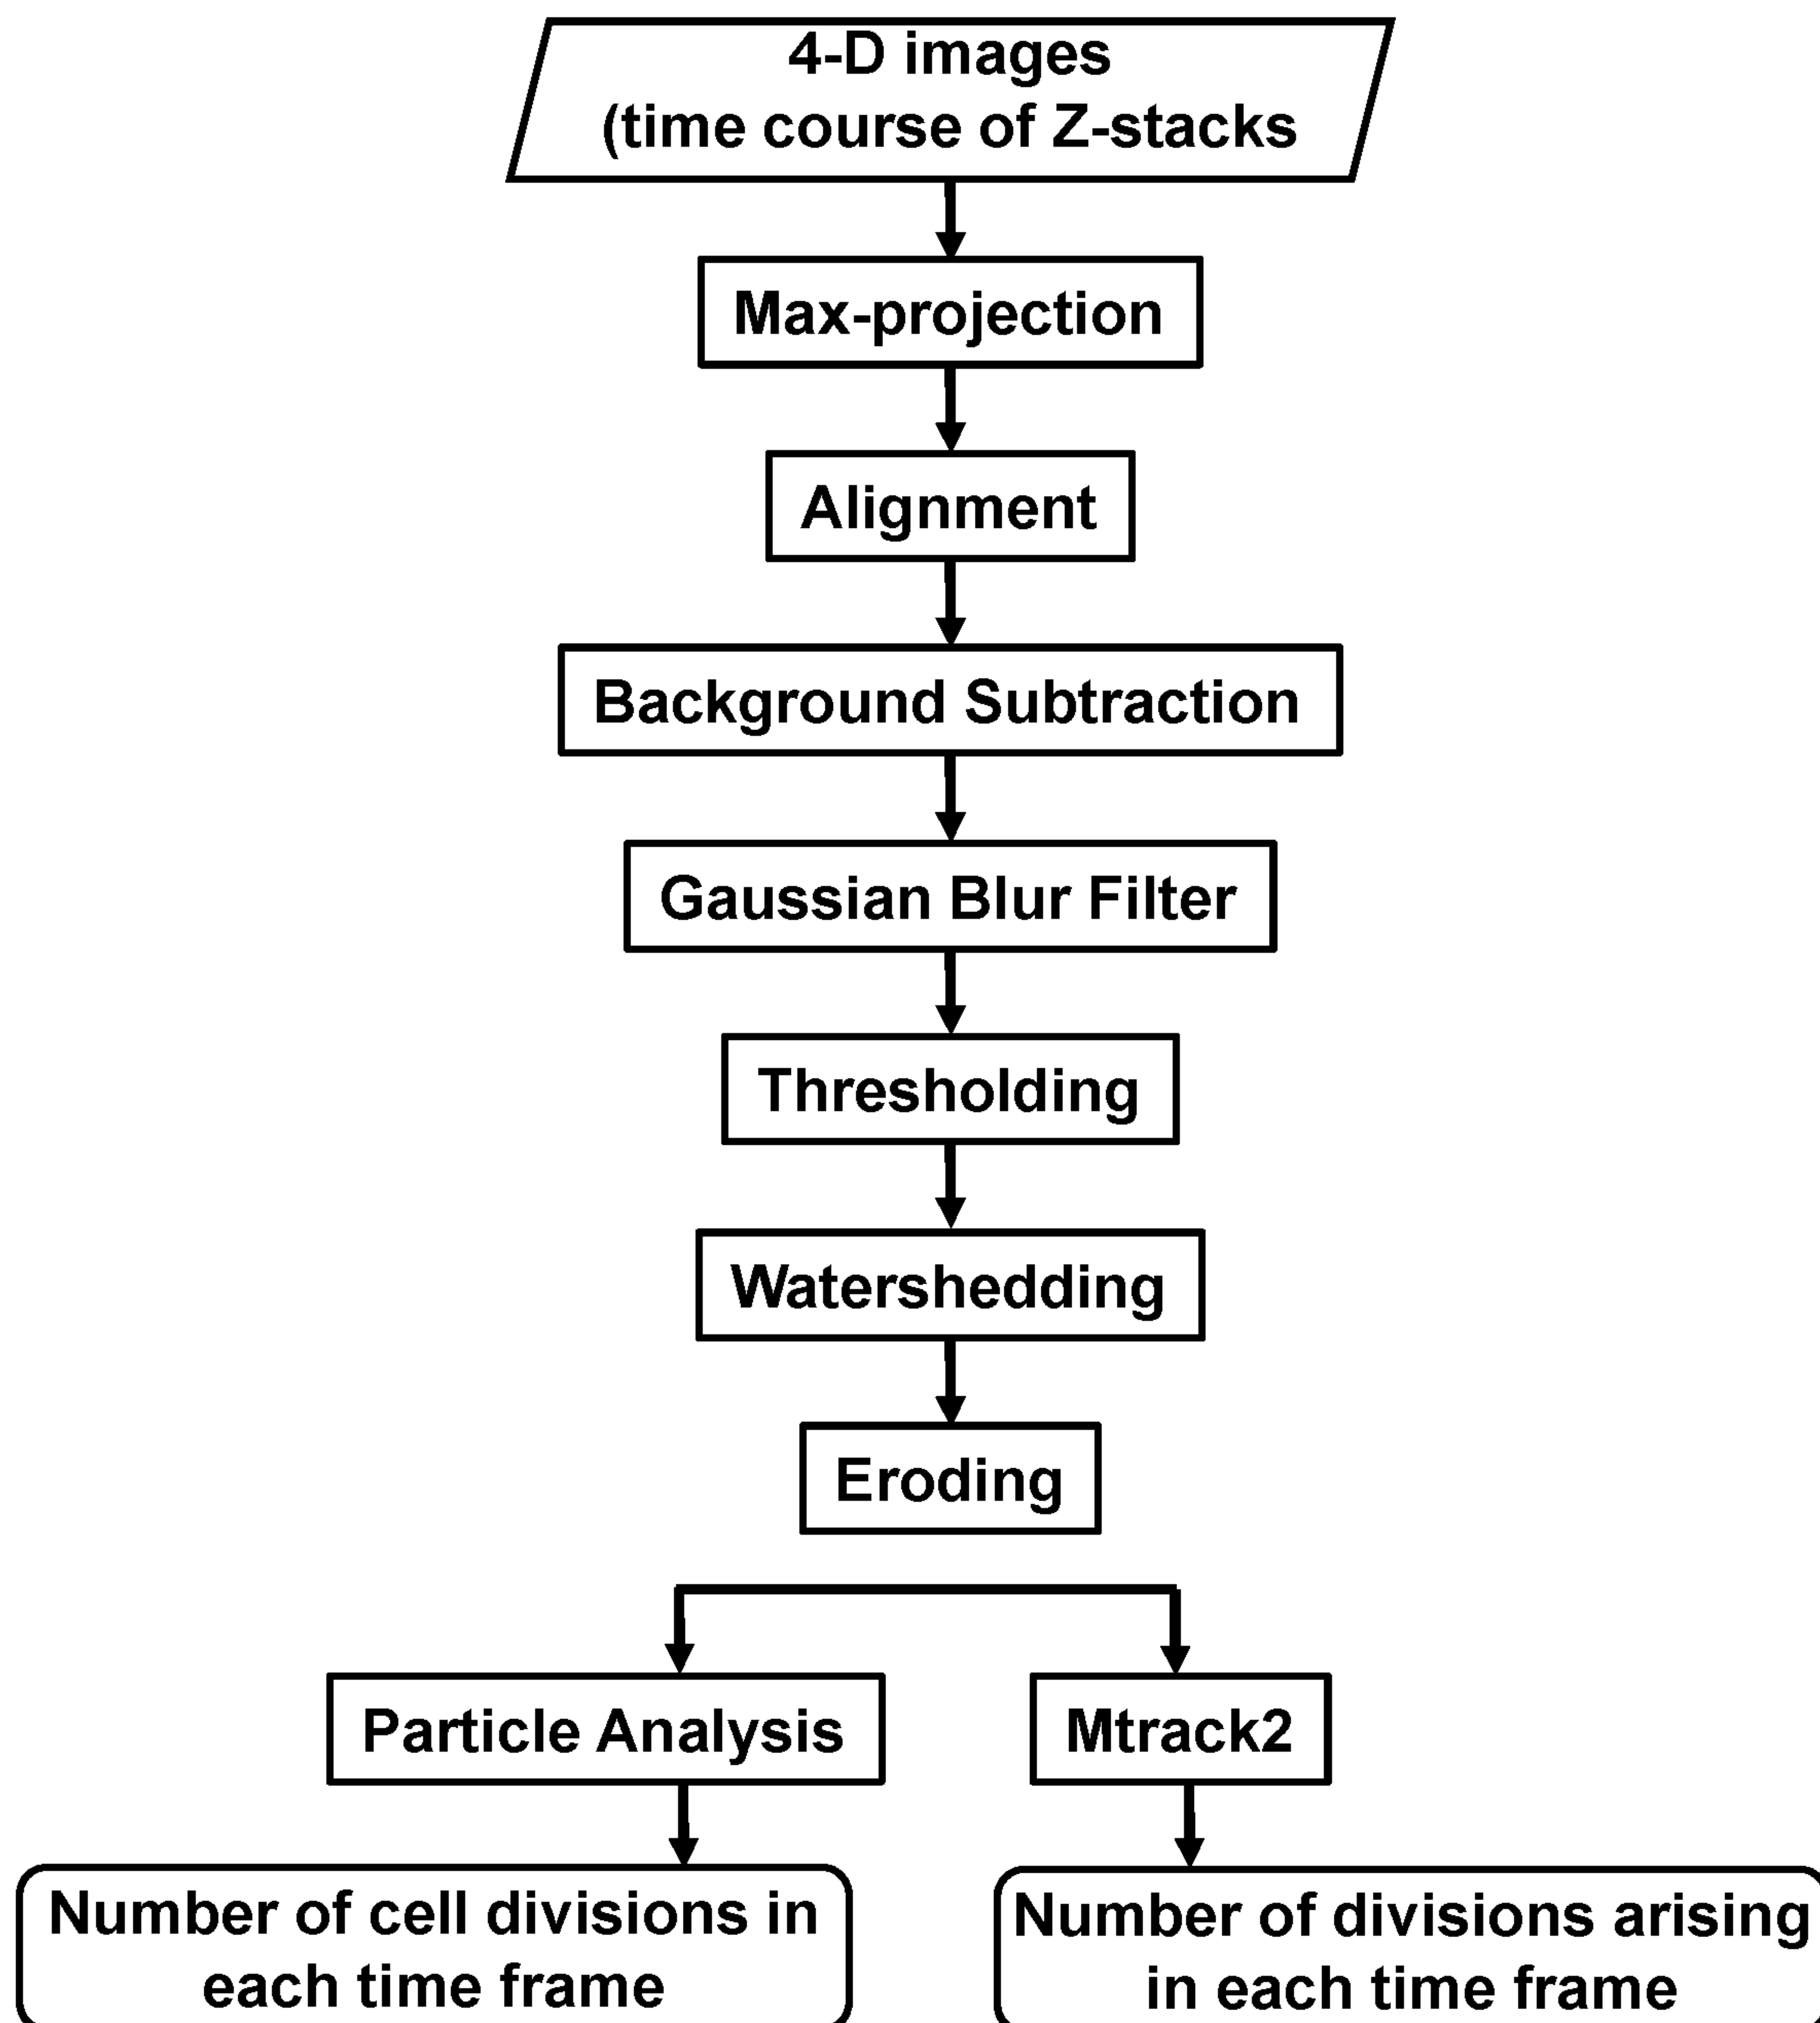 4-D images
(time course of Z-stacks
Max-projection
Alignment
Background Subtraction
Gaussian Blur Filter
Thresholding
Watershedding
Eroding
Particle Analysis
Mtrack2
Number of cell divisions in
each time frame
Number of divisions arising
in each time frame